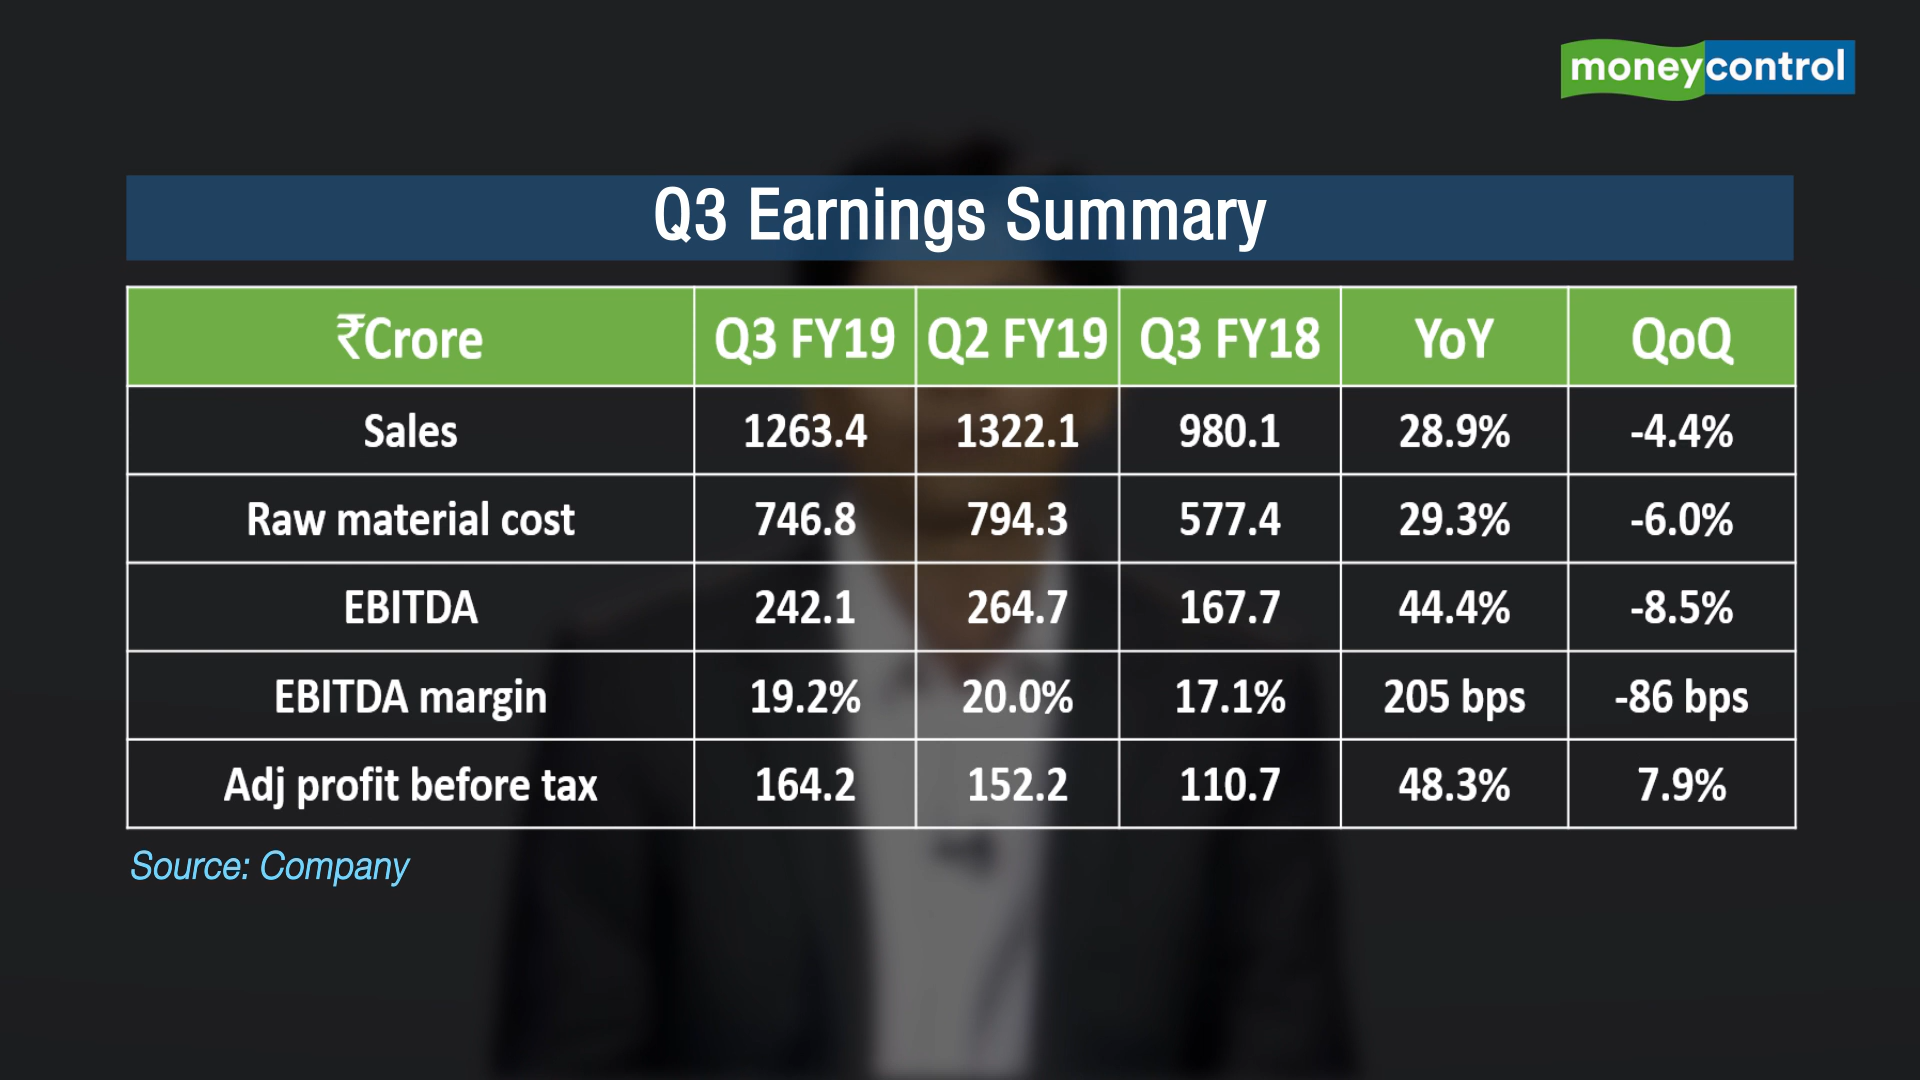 moneycontrol
Q3 Earnings Summary
₹Crore Q3 FY19 Q2 FY19 Q3 FY18 YoY QoQ
Sales 1263.4 1322.1 980.1 28.9% -4.4%
Raw material cost 746.8 794.3 577.4 29.3% -6.0%
EBITDA 242.1 264.7 167.7 44.4% -8.5%
EBITDA margin 19.2% 20.0% 17.1% 205 bps -86 bps
Adj profit before tax 164.2 152.2 110.7 48.3% 7.9%
Source: Company